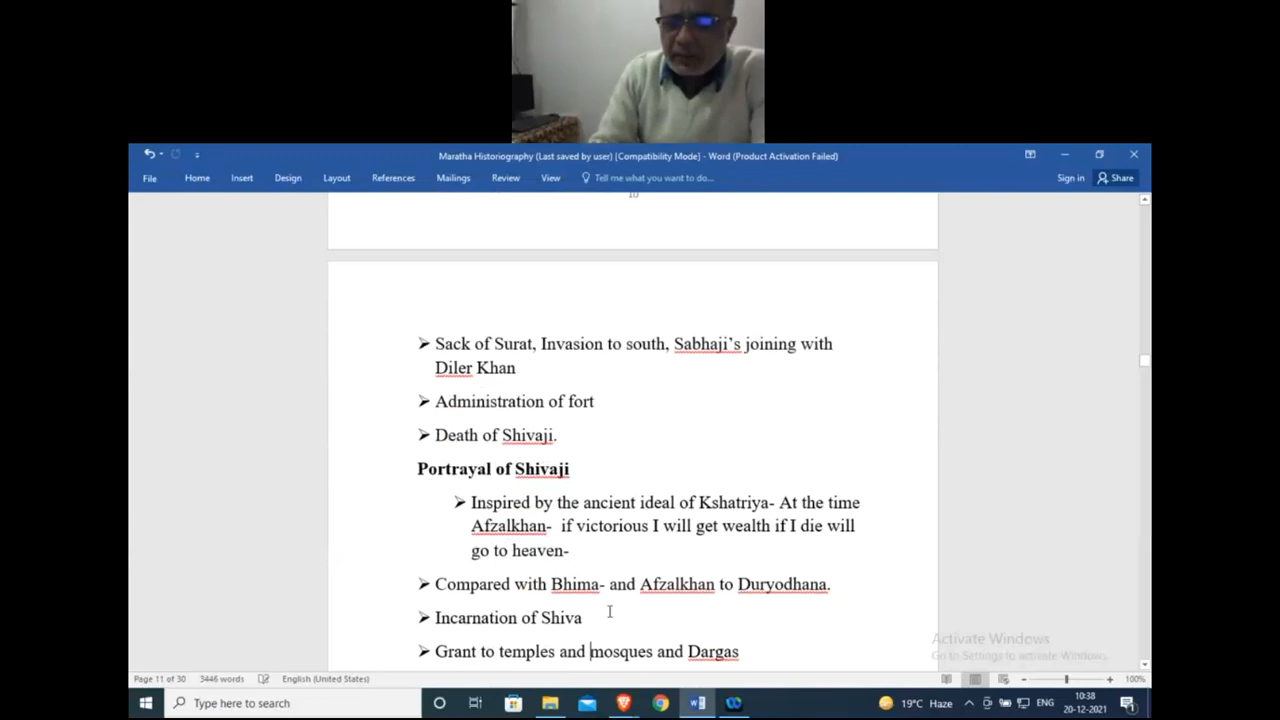 Maratha Historiography (Last saved by user) [Compatibility Mode] - Word (Product Activation Failed)
File Home Insert Design Layout References Mailings Review View Tell me what you want to do... Sign in Share
10
Sack of Surat, Invasion to south, Sabhaji's joining with
Diler Khan
Administration of fort
Death of Shivaji.
Portrayal of Shivaji
Inspired by the ancient ideal of Kshatriya- At the time
Afzalkhan- if victorious I will get wealth if I die will
go to heaven-
Compared with Bhima- and Afzalkhan to Duryodhana.
Incarnation of Shiva
Grant to temples and mosques and Dargas
Activate Windows
Go to Settings to activate Windows.
Page 11 of 30 3446 words English (United States) 100%
Type here to search 19°C Haze ENG 10:38
20-12-2021